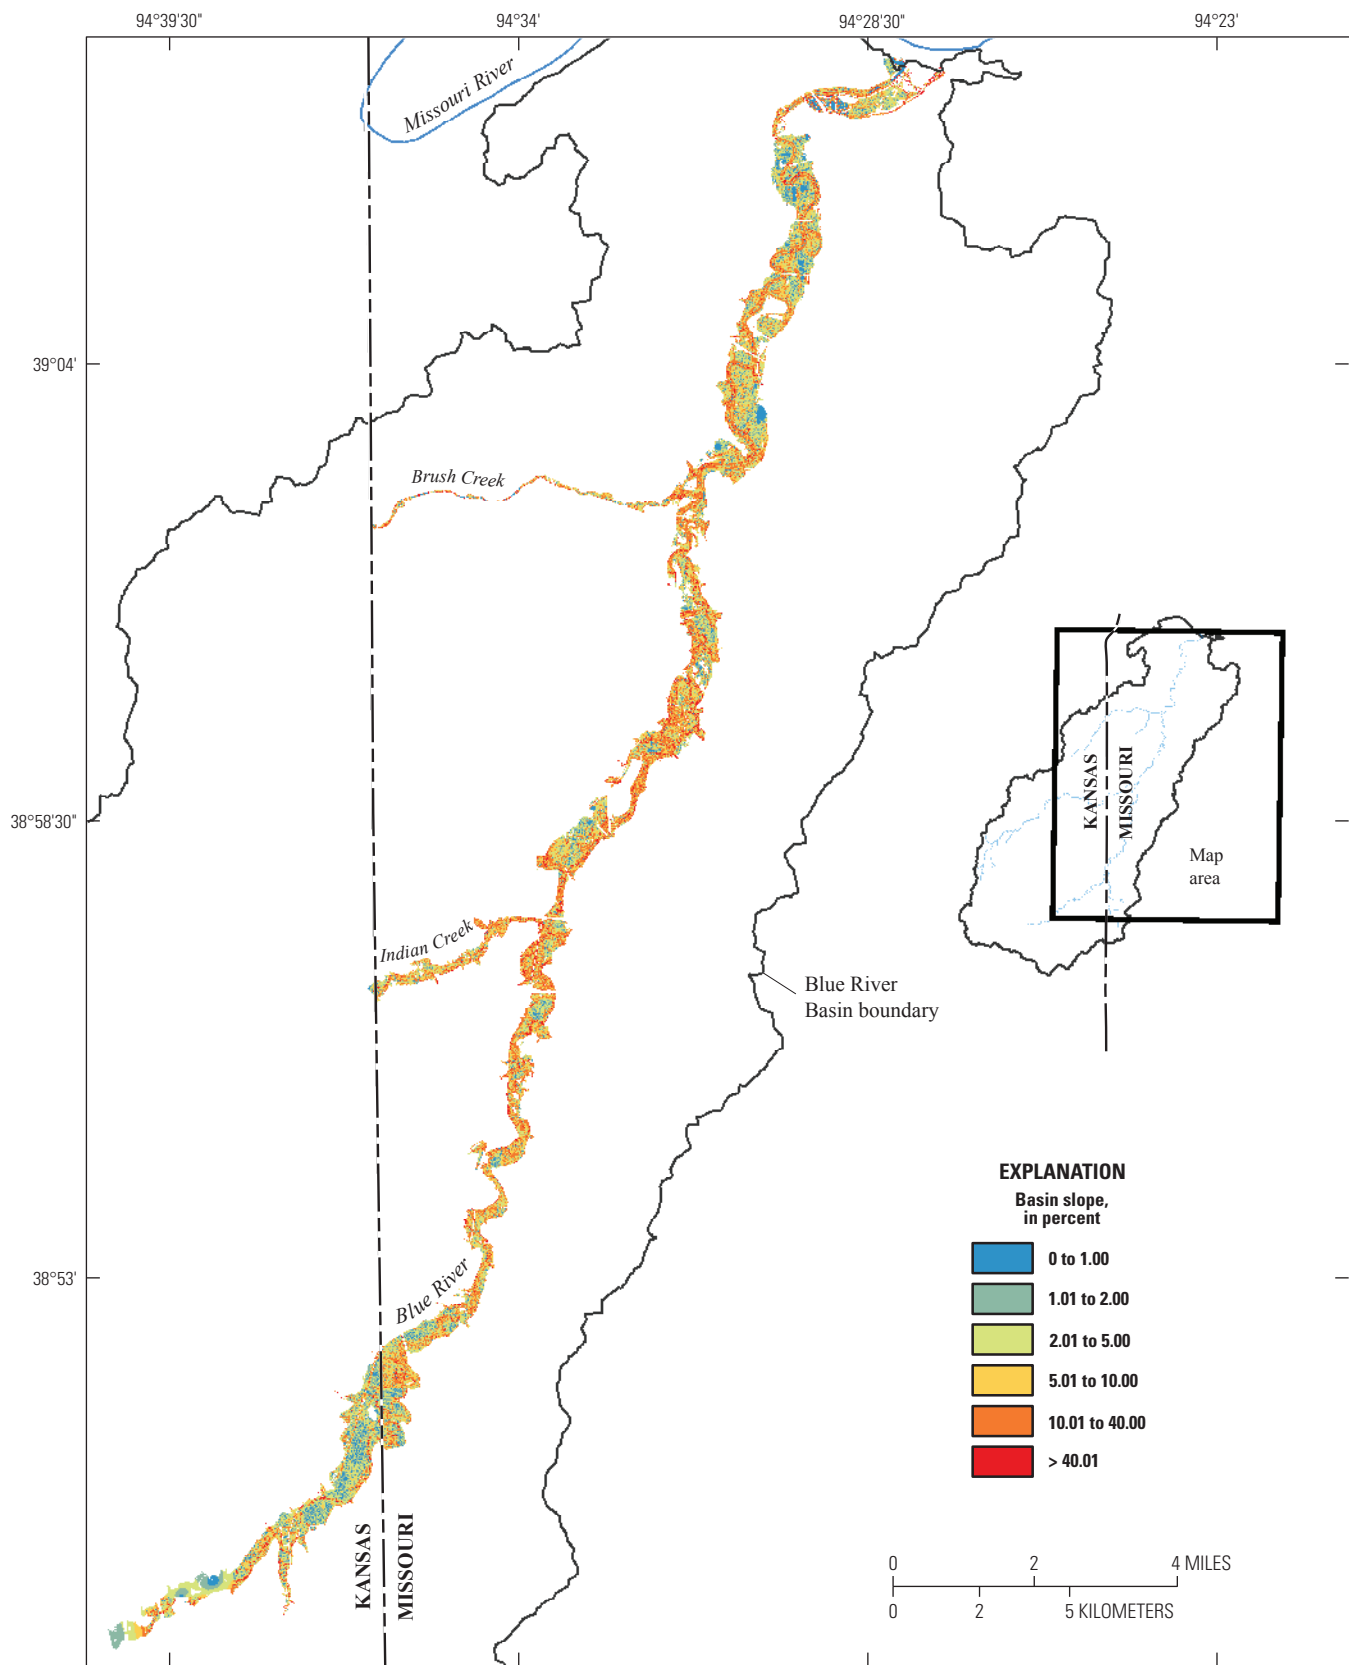 94°39'30"
94°34'
94°28'30"
94°23'
Missouri River
39°04'
Brush Creek
KANSAS
MISSOURI
Map
area
38°58'30"
Indian Creek
Blue River
Basin boundary
EXPLANATION
Basin slope,
in percent
0 to 1.00
1.01 to 2.00
2.01 to 5.00
5.01 to 10.00
10.01 to 40.00
> 40.01
38°53'
Blue River
KANSAS
MISSOURI
0 2 4 MILES
0 2 5 KILOMETERS